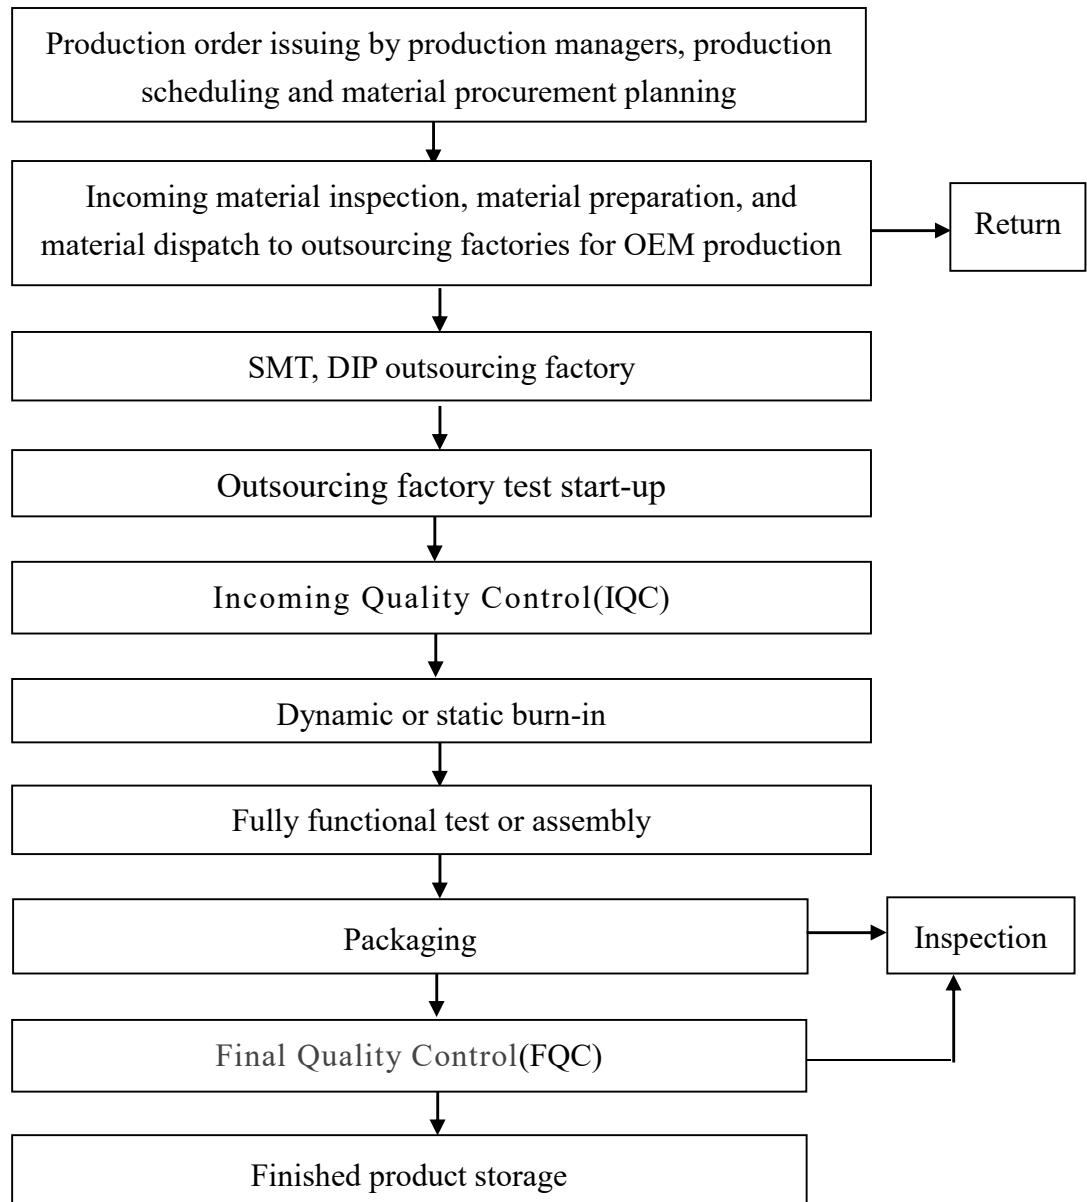 Production order issuing by production managers, production
scheduling and material procurement planning
Incoming material inspection, material preparation, and
material dispatch to outsourcing factories for OEM production
Return
SMT, DIP outsourcing factory
Outsourcing factory test start-up
Incoming Quality Control(IQC)
Dynamic or static burn-in
Fully functional test or assembly
Packaging
Inspection
Final Quality Control(FQC)
Finished product storage